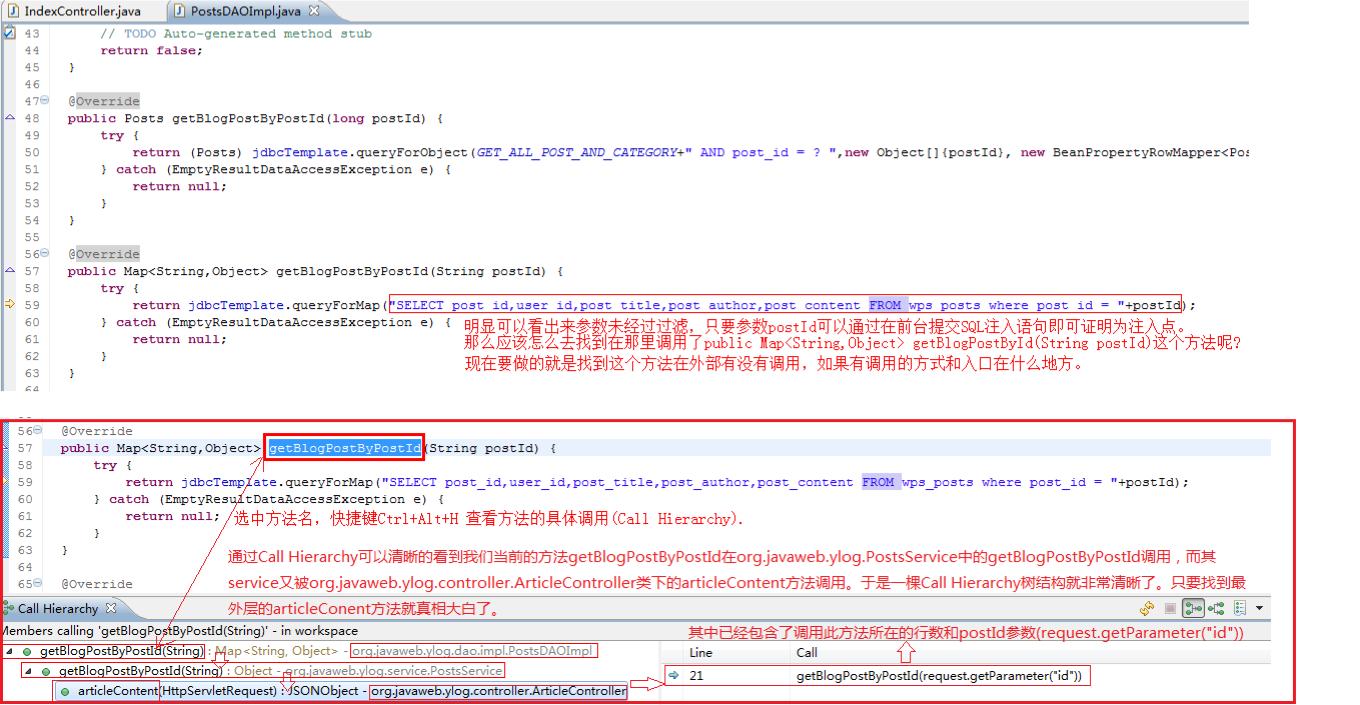 IndexController.java PostsDAOImpl.java
43 // TODO Auto-generated method stub
44 return false;
45 }
46
47 @Override
48 public Posts getBlogPostByPostId(long postId) {
49 try {
50 return (Posts) jdbcTemplate.queryForObject(GET_ALL_POST_AND_CATEGORY+" AND post_id = ? ",new Object[]{postId}, new BeanPropertyRowMapper<Pos
51 } catch (EmptyResultDataAccessException e) {
52 return null;
53 }
54 }
55
56 @Override
57 public Map<String,Object> getBlogPostByPostId(String postId) {
58 try {
59 return jdbcTemplate.queryForMap("SELECT post_id,user_id,post_title,post_author,post_content FROM wps_posts where post_id = "+postId);
60 } catch (EmptyResultDataAccessException e) { 明显可以看出来参数未经过过滤，只要参数postId可以通过在前台提交SQL注入语句即可证明为注入点。
61 return null; 那么应该怎么去找到在那里调用了public Map<String,Object> getBlogPostById(String postId)这个方法呢?
62 } 现在要做的就是找到这个方法在外部有没有调用，如果有调用的方式和入口在什么地方。
63 }
64
56 @Override
57 public Map<String,Object> getBlogPostByPostId(String postId) {
58 try {
59 return jdbcTemplate.queryForMap("SELECT post_id,user_id,post_title,post_author,post_content FROM wps_posts where post_id = "+postId);
60 } catch (EmptyResultDataAccessException e) {
61 return null; 选中方法名，快捷键Ctrl+Alt+H 查看方法的具体调用(Call Hierarchy).
62 }
63 }
64 通过Call Hierarchy可以清晰的看到我们当前的方法getBlogPostByPostId在org.javaweb.ylog.PostsService中的getBlogPostByPostId调用，而其
65 @Override service又被org.javaweb.ylog.controller.ArticleController类下的articleContent方法调用。于是一棵Call Hierarchy树结构就非常清晰了。只要找到最
Call Hierarchy 外层的articleConent方法就真相大白了。
Members calling 'getBlogPostByPostId(String)' - in workspace 其中已经包含了调用此方法所在的行数和postId参数(request.getParameter("id"))
getBlogPostByPostId(String) : Map<String, Object> - org.javaweb.ylog.dao.impl.PostsDAOImpl Line Call
getBlogPostByPostId(String) : Object - org.javaweb.ylog.service.PostsService 21 getBlogPostByPostId(request.getParameter("id"))
articleContent(HttpServletRequest) : JSONObject - org.javaweb.ylog.controller.ArticleController